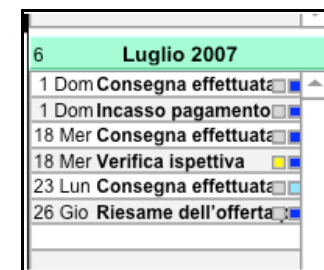 6 Luglio 2007
1 Dom Consegna effettuata
1 Dom Incasso pagamento
18 Mer Consegna effettuata
18 Mer Verifica ispettiva
23 Lun Consegna effettuata
26 Gio Riesame dell'offerta